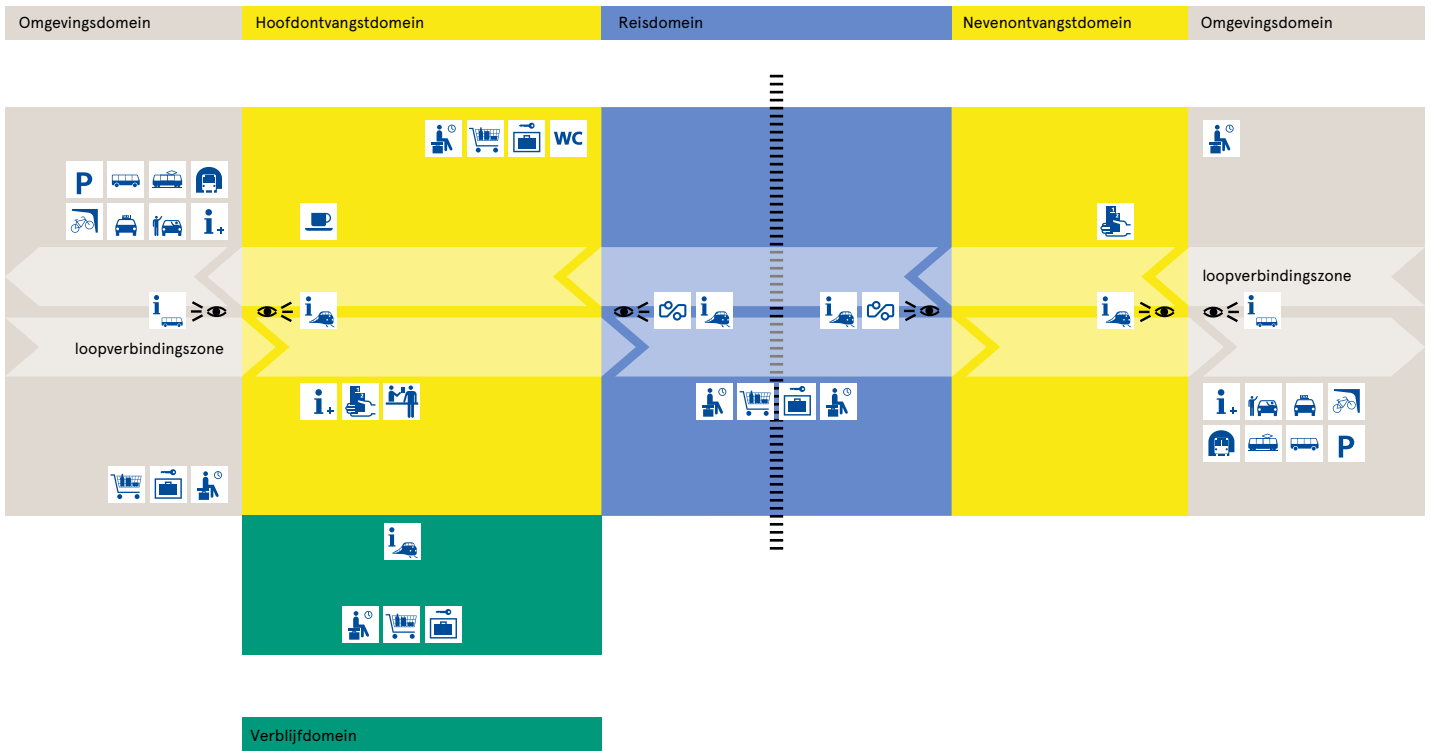 Omgevingsdomein
Hoofdontvangstdomein
Reisdomein
Nevenontvangstdomein
Omgevingsdomein
WC
P
i+
loopverbindingszone
i
i
i
i
i
i
loopverbindingszone
i+
i+
P
i
Verblijfdomein